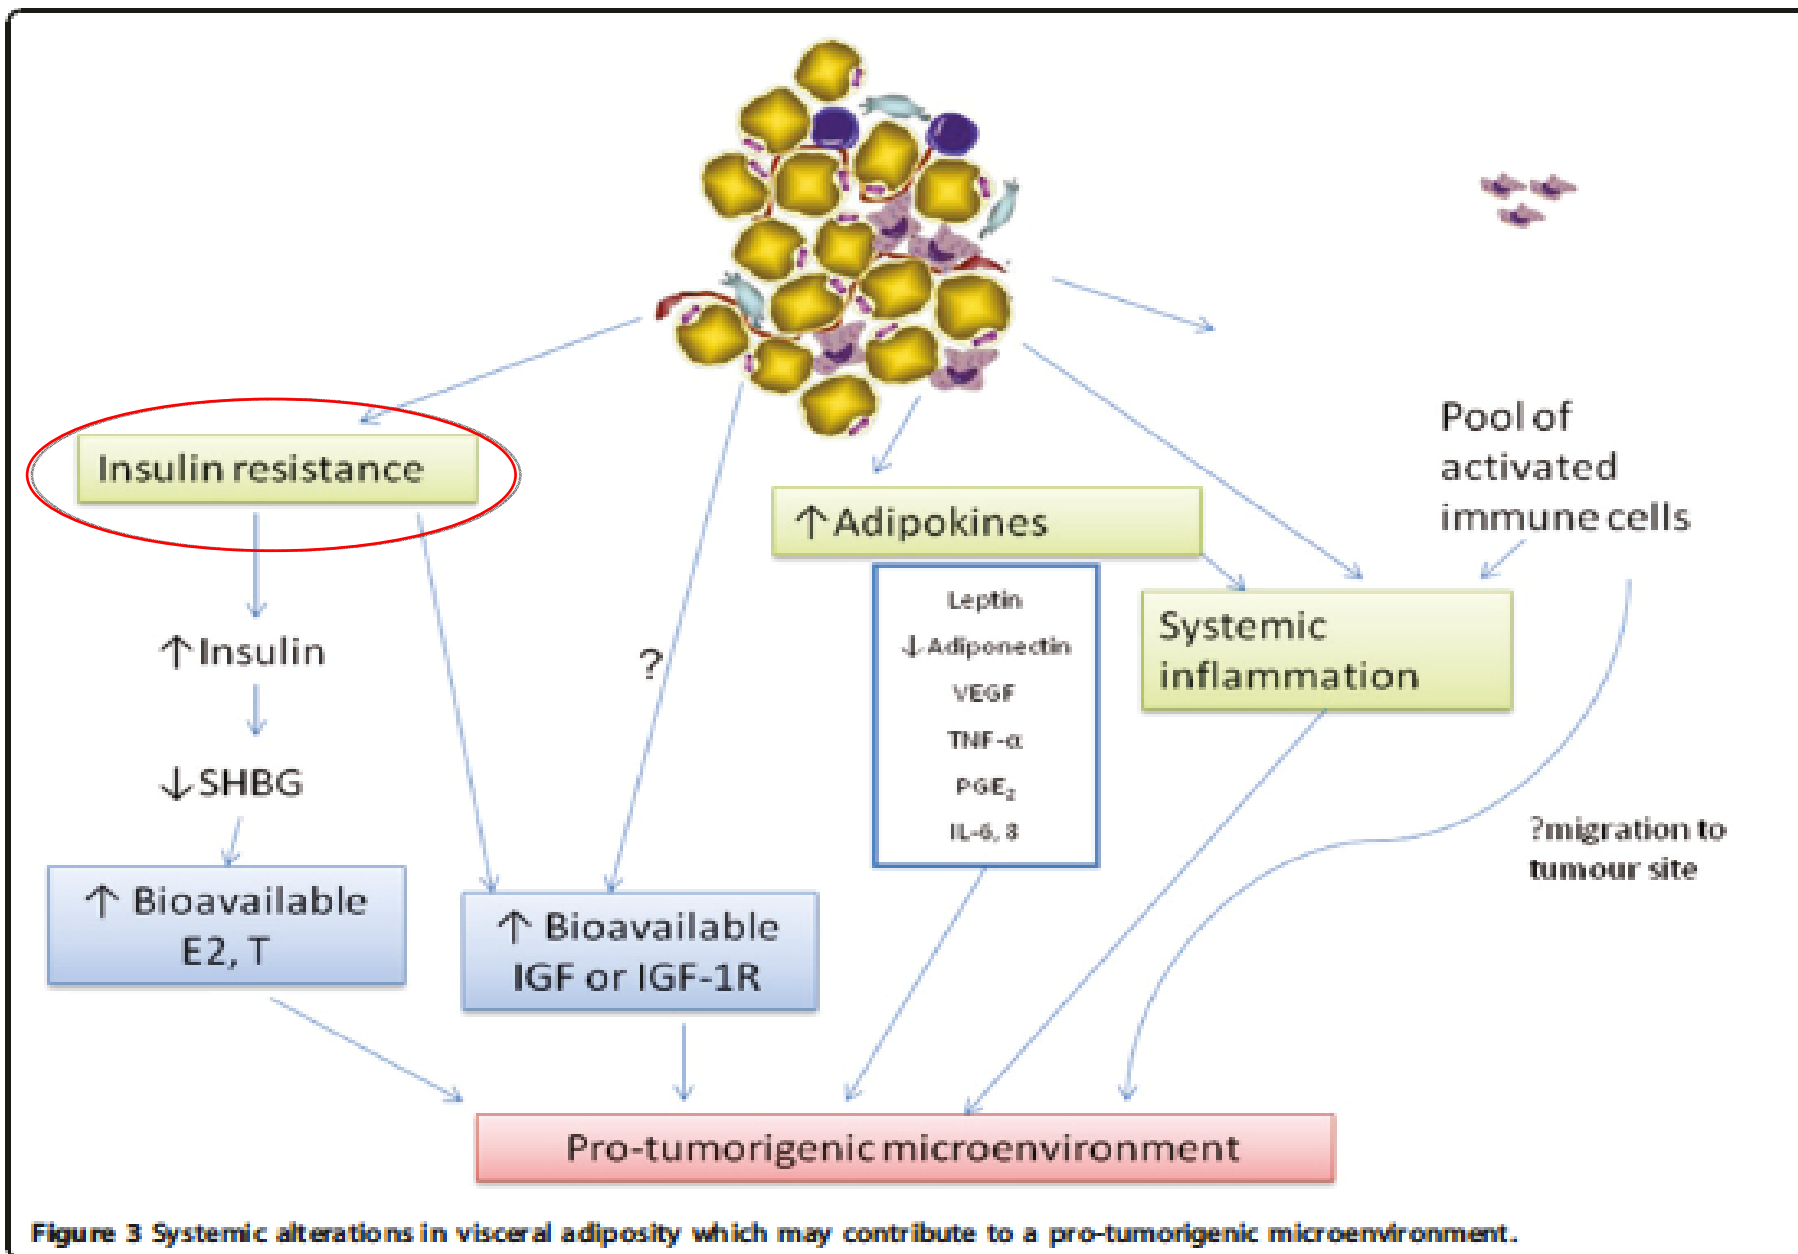 Insulin resistance
↑Insulin
↓SHBG
↑ Bioavailable
E2, T
?
↑ Bioavailable
IGF or IGF-1R
↑Adipokines
Leptin
↓Adiponectin
VEGF
TNF-α
PGE₂
IL-6, 8
Pool of
activated
immune cells
Systemic
inflammation
?migration to
tumour site
Pro-tumorigenic microenvironment
Figure 3 Systemic alterations in visceral adiposity which may contribute to a pro-tumorigenic microenvironment.